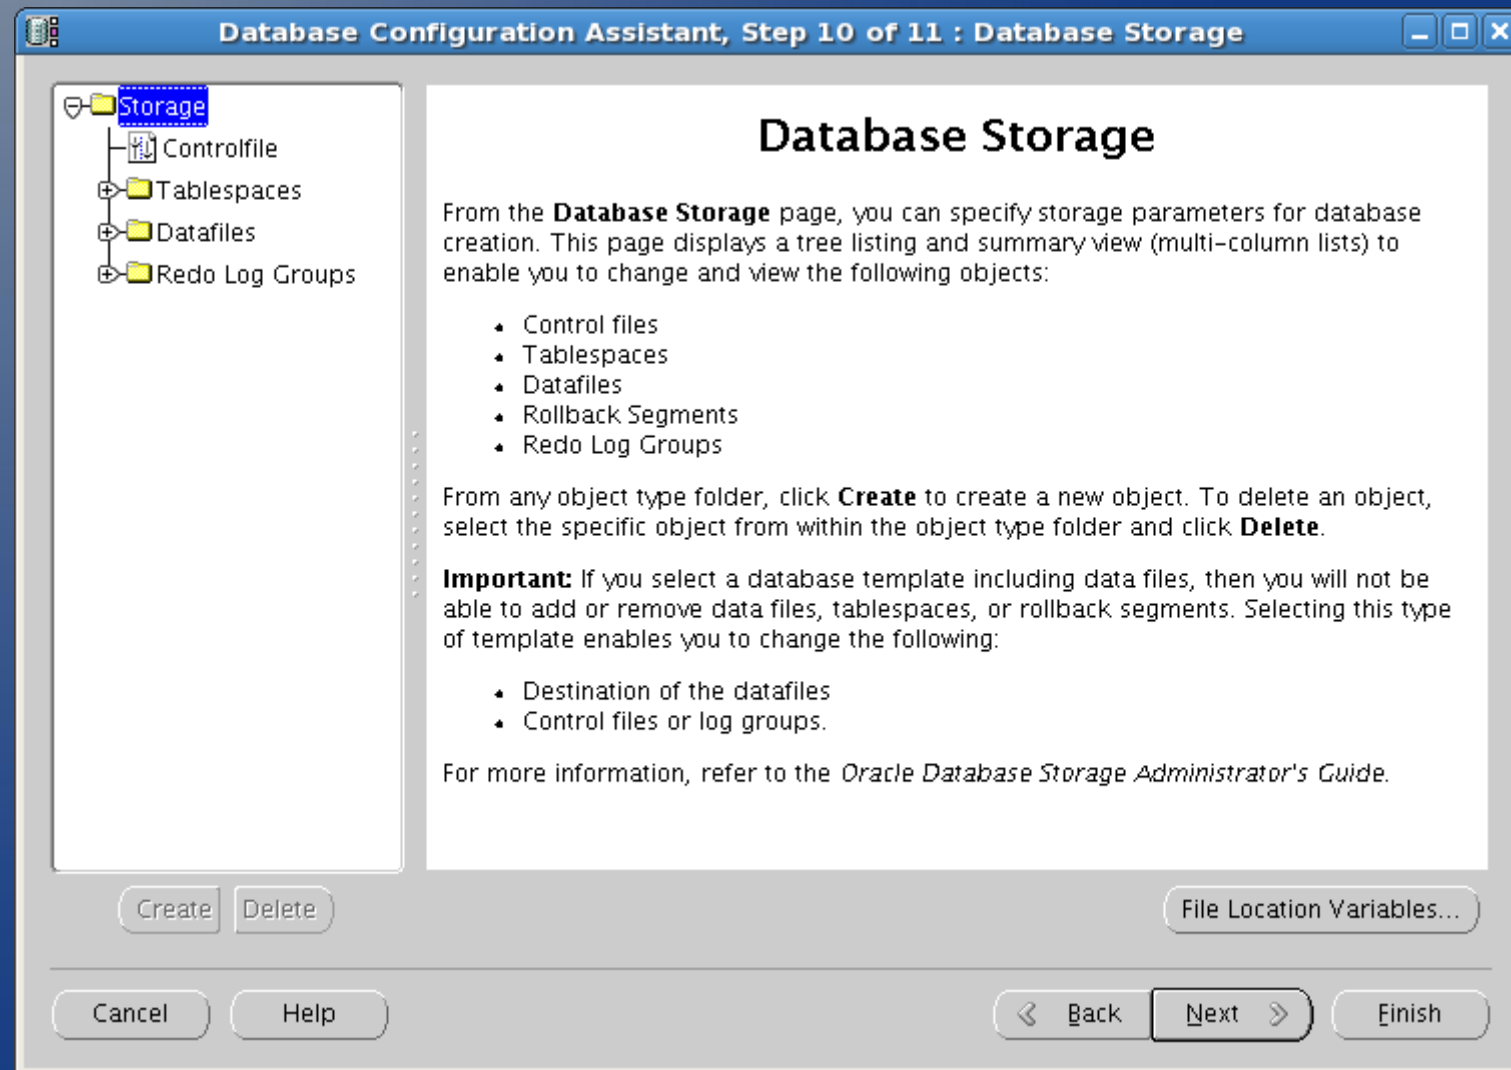 Database Configuration Assistant, Step 10 of 11 : Database Storage
Storage
Controlfile
Tablespaces
Datafiles
Redo Log Groups
Database Storage
From the Database Storage page, you can specify storage parameters for database
creation. This page displays a tree listing and summary view (multi-column lists) to
enable you to change and view the following objects:
• Control files
• Tablespaces
• Datafiles
• Rollback Segments
• Redo Log Groups
From any object type folder, click Create to create a new object. To delete an object,
select the specific object from within the object type folder and click Delete.
Important: If you select a database template including data files, then you will not be
able to add or remove data files, tablespaces, or rollback segments. Selecting this type
of template enables you to change the following:
• Destination of the datafiles
• Control files or log groups.
For more information, refer to the Oracle Database Storage Administrator's Guide.
Create
Delete
File Location Variables...
Cancel
Help
Back
Next
Finish